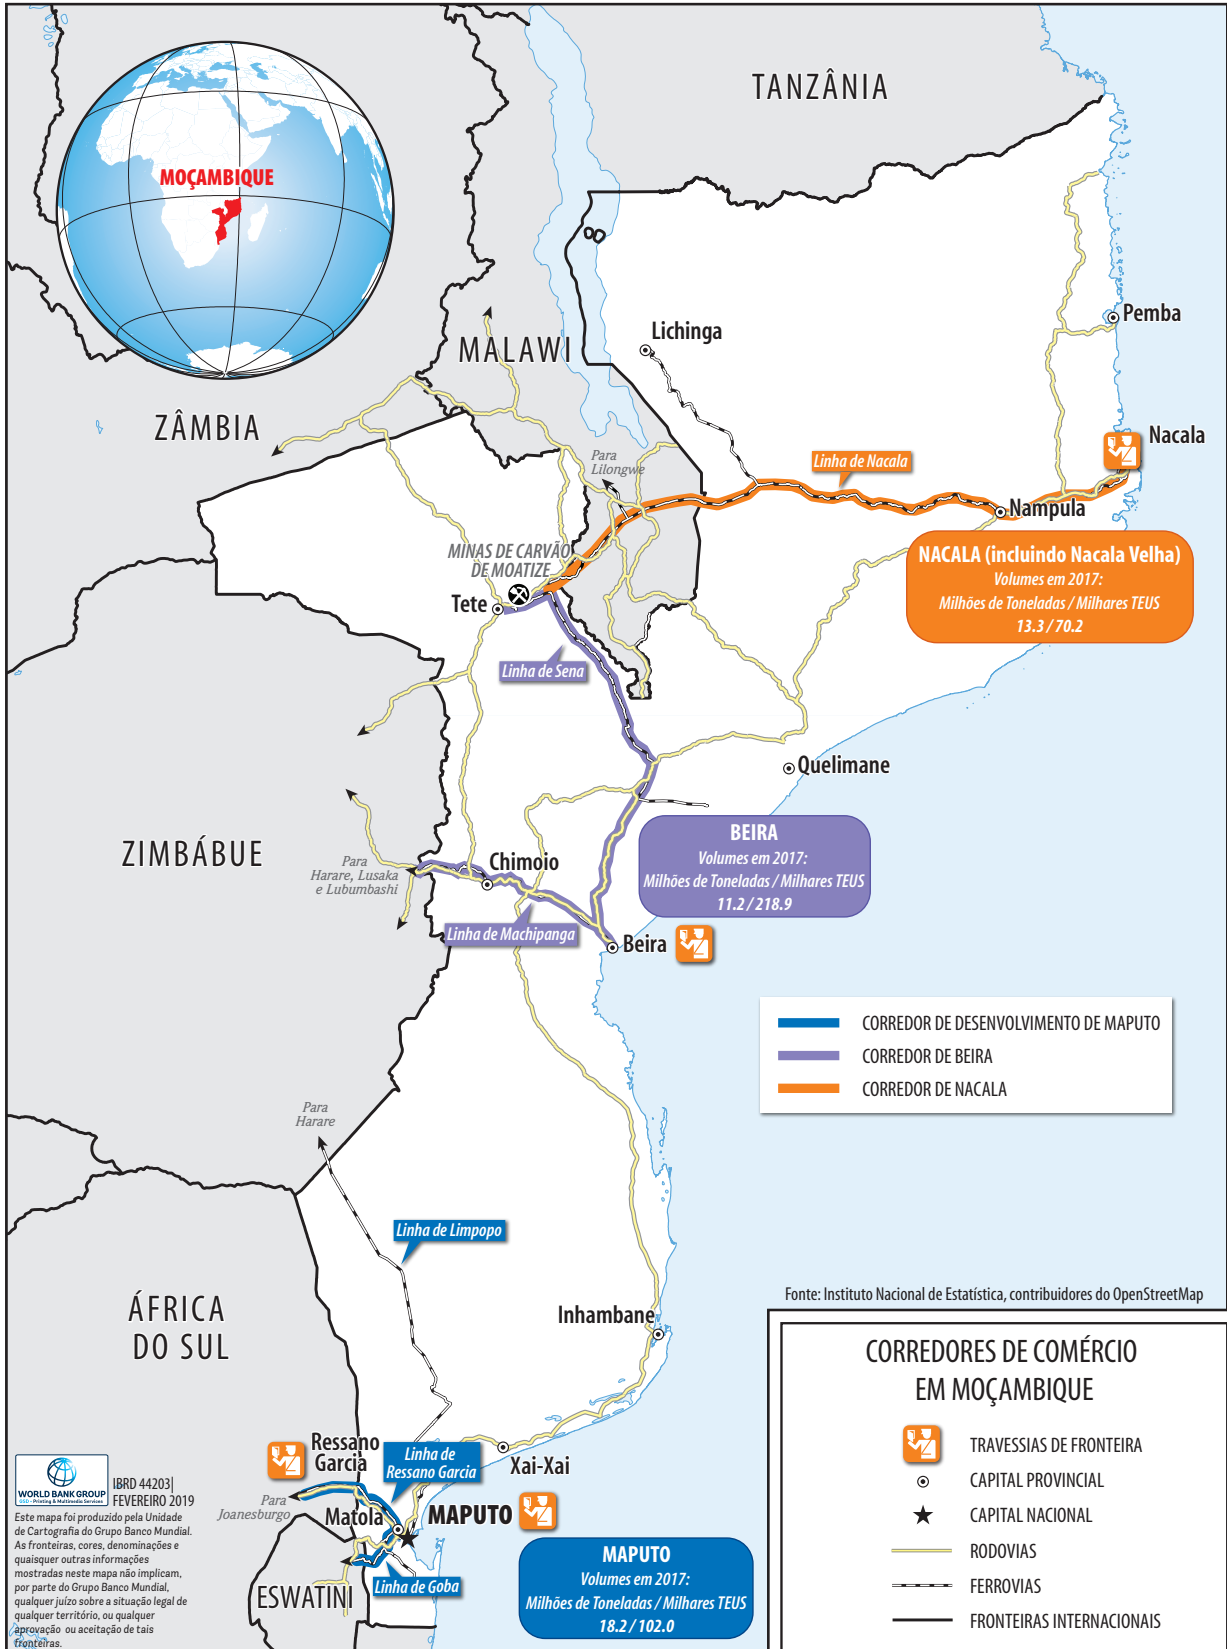 TANZÂNIA
MOÇAMBIQUE
Pemba
Lichinga
MALAWI
ZÂMBIA
Nacala
Para
Lilongwe
Linha de Nacala
Nampula
MINAS DE CARVÃO
DE MOATIZE
NACALA (incluindo Nacala Velha)
Volumes em 2017:
Milhões de Toneladas / Milhares TEUS
13.3 / 70.2
Tete
Linha de Sena
Quelimane
ZIMBÁBUE
BEIRA
Volumes em 2017:
Milhões de Toneladas / Milhares TEUS
11.2 / 218.9
Para
Harare, Lusaka
e Lubumbashi
Chimoio
Linha de Machipanga
Beira
CORREDOR DE DESENVOLVIMENTO DE MAPUTO
CORREDOR DE BEIRA
CORREDOR DE NACALA
Para
Harare
Linha de Limpopo
Fonte: Instituto Nacional de Estatística, contribuidores do OpenStreetMap
ÁFRICA
DO SUL
Inhambane
CORREDORES DE COMÉRCIO
EM MOÇAMBIQUE
TRAVESSIAS DE FRONTEIRA
CAPITAL PROVINCIAL
CAPITAL NACIONAL
RODOVIAS
FERROVIAS
FRONTEIRAS INTERNACIONAIS
Ressano
Garcia
Linha de
Ressano Garcia
Xai-Xai
Para
Joanesburgo
Matola
MAPUTO
ESWATINI
Linha de Goba
MAPUTO
Volumes em 2017:
Milhões de Toneladas / Milhares TEUS
18.2 / 102.0
WORLD BANK GROUP
GSD - Printing & Multimedia Services
IBRD 44203|
FEVEREIRO 2019
Este mapa foi produzido pela Unidade
de Cartografia do Grupo Banco Mundial.
As fronteiras, cores, denominações e
quaisquer outras informações
mostradas neste mapa não implicam,
por parte do Grupo Banco Mundial,
qualquer juízo sobre a situação legal de
qualquer território, ou qualquer
aprovação ou aceitação de tais
fronteiras.